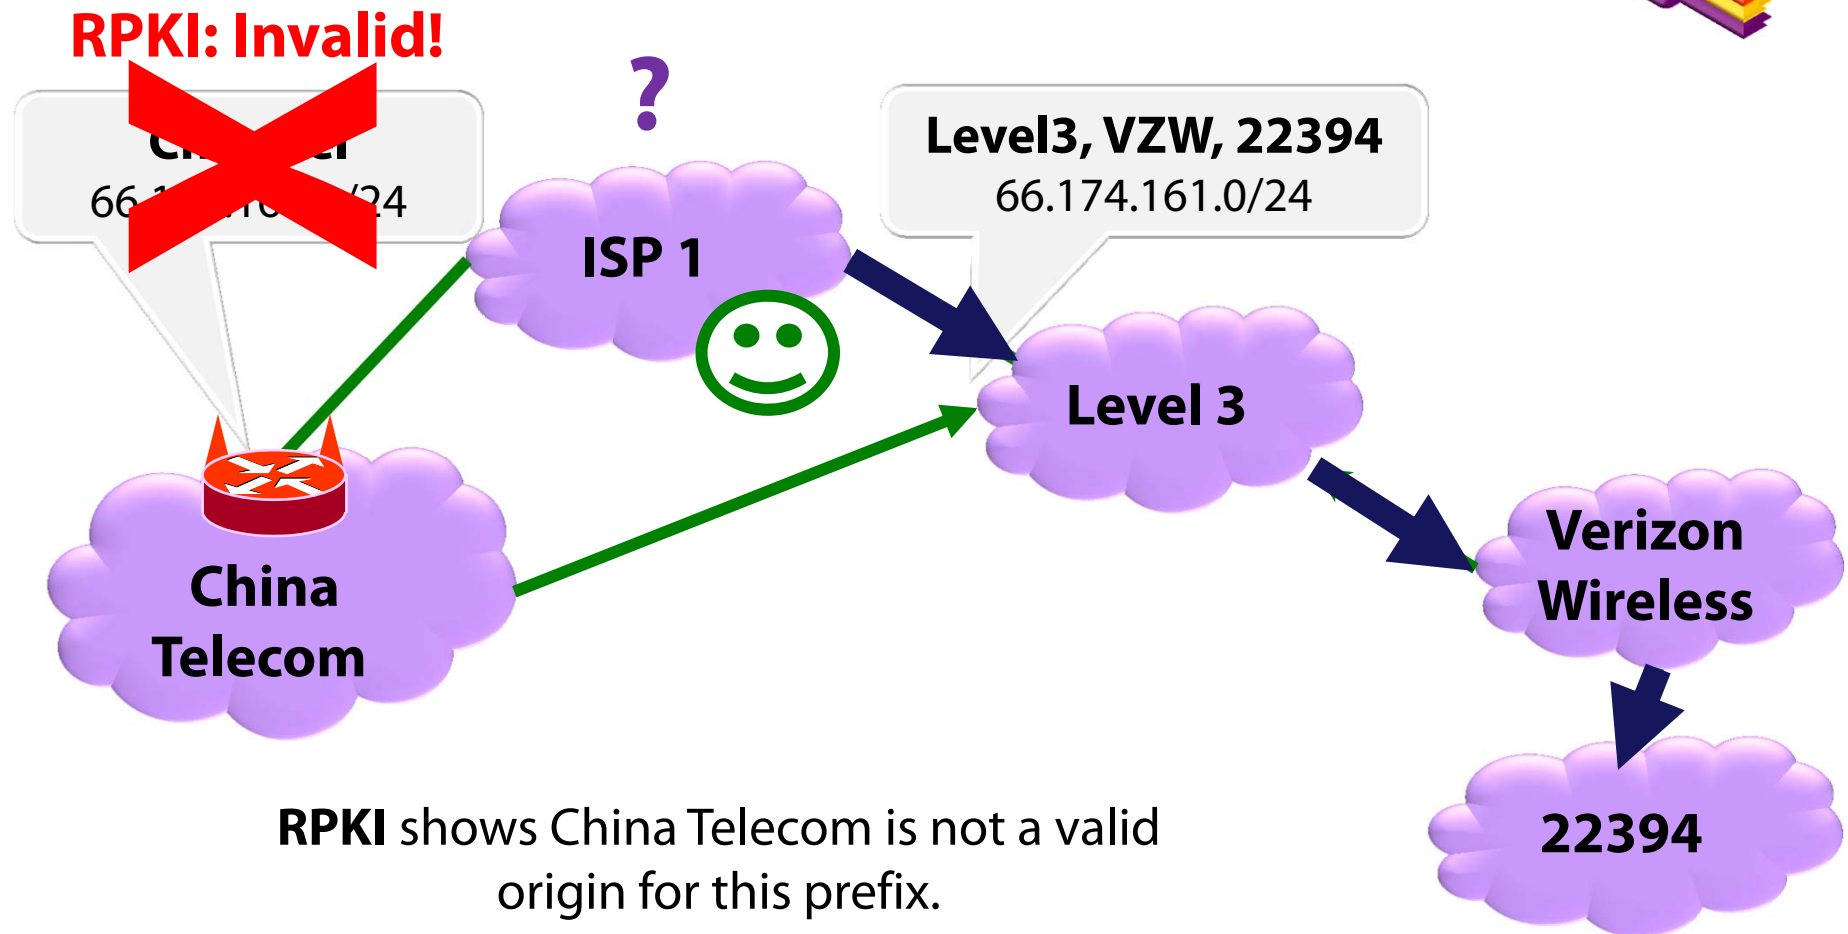 RPKI: Invalid!
?
Level3, VZW, 22394
66.174.161.0/24
/24
ISP 1
Level 3
China
Telecom
Verizon
Wireless
22394
RPKI shows China Telecom is not a valid
origin for this prefix.